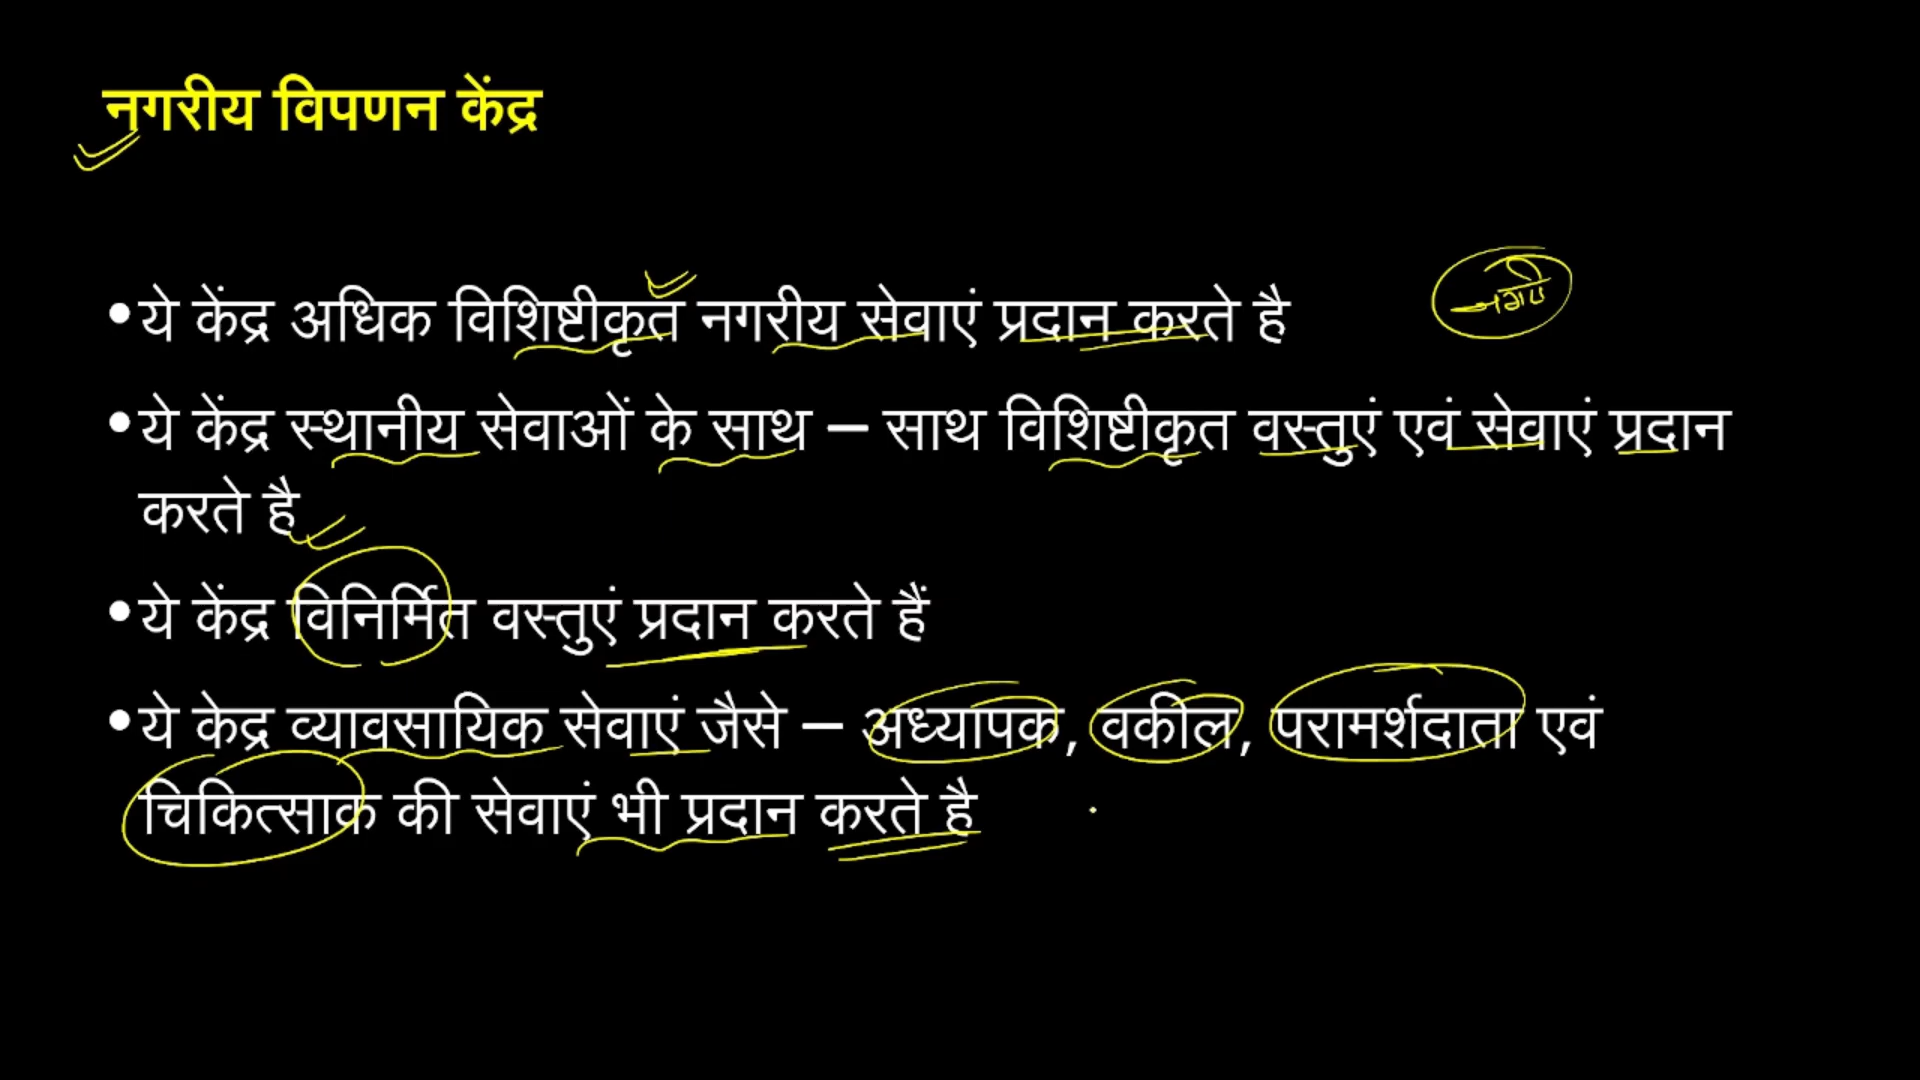 नगरीय विपणन केंद्र
•ये केंद्र अधिक विशिष्टीकृत नगरीय सेवाएं प्रदान करते है
•ये केंद्र स्थानीय सेवाओं के साथ – साथ विशिष्टीकृत वस्तुएं एवं सेवाएं प्रदान
करते है
•ये केंद्र विनिर्मित वस्तुएं प्रदान करते हैं
•ये केद्र व्यावसायिक सेवाएं जैसे – अध्यापक, वकील, परामर्शदाता एवं
चिकित्साक की सेवाएं भी प्रदान करते है